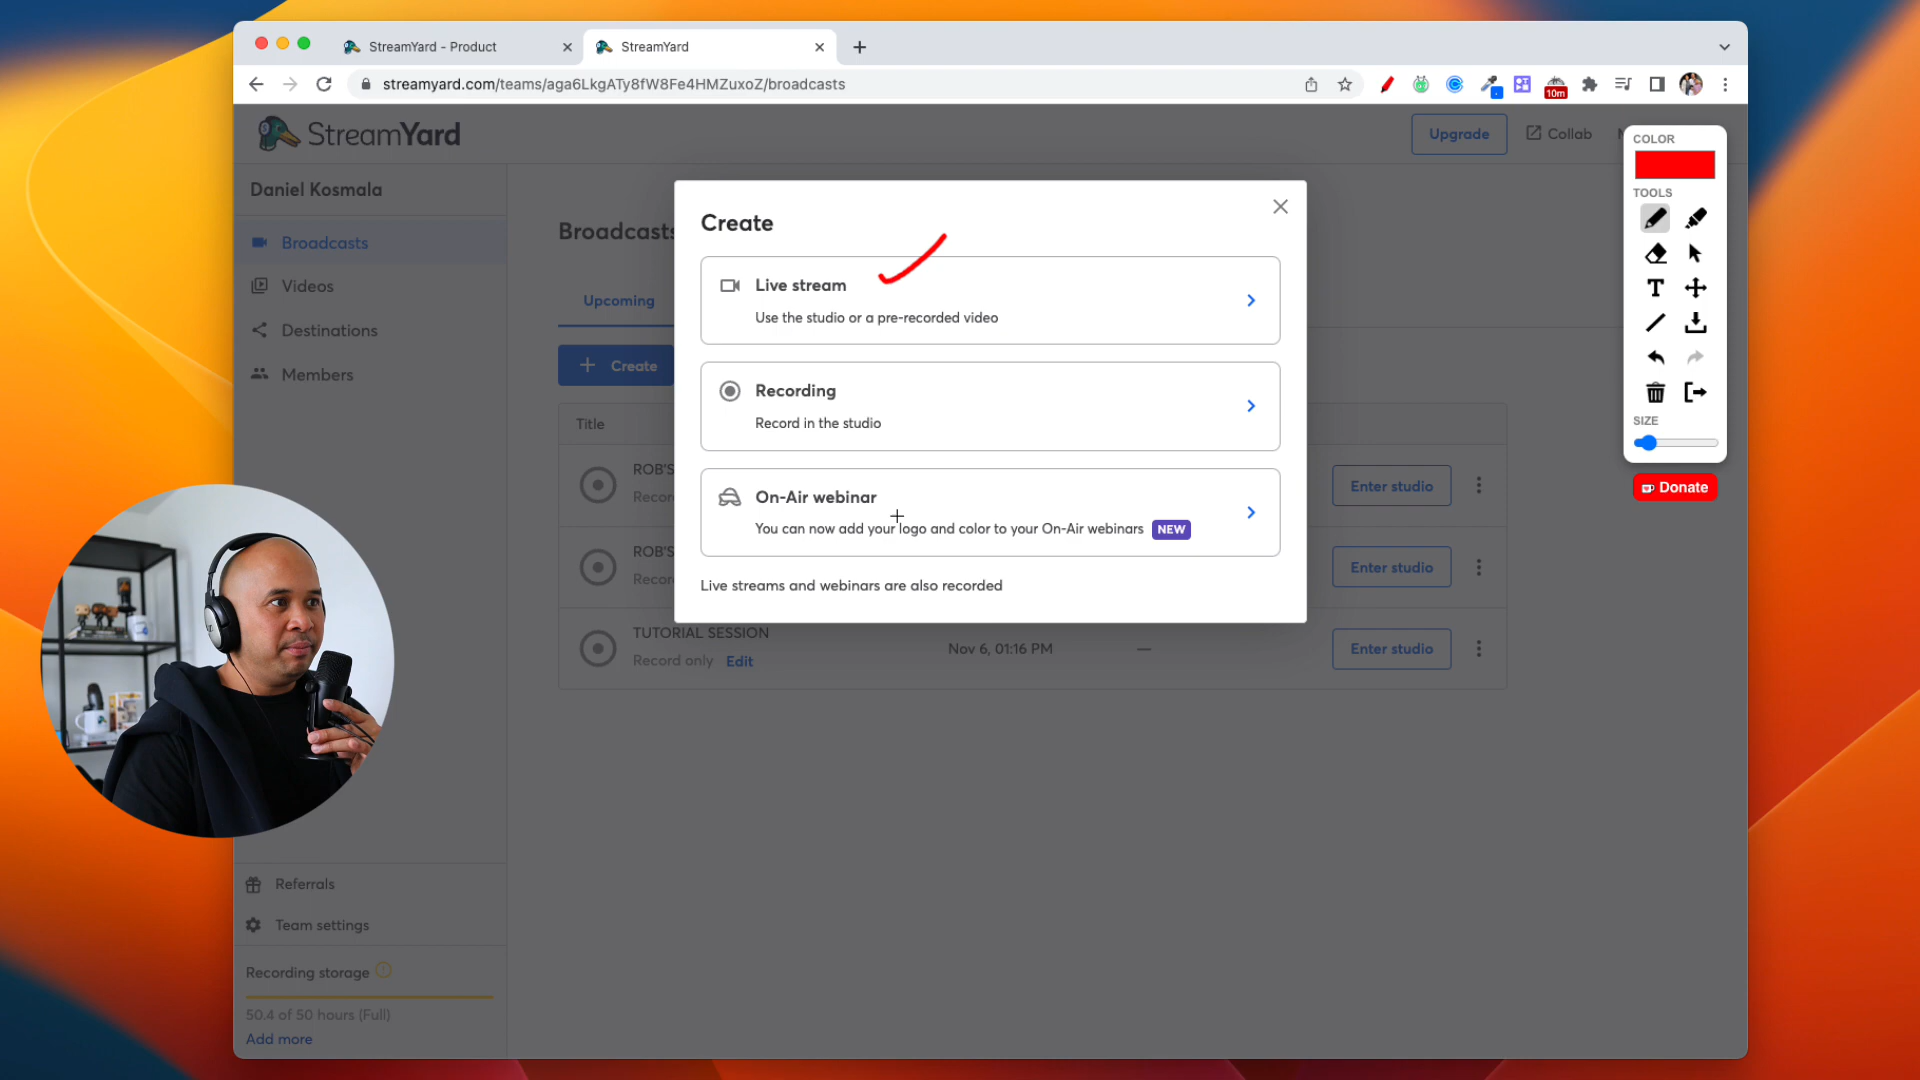 StreamYard - Product
StreamYard
streamyard.com/teams/aga6LkgATy8fW8Fe4HMZuxoZ/broadcasts
10m
StreamYard
Upgrade
Collab
COLOR
TOOLS
SIZE
Donate
Daniel Kosmala
Broadcasts
Videos
Destinations
Members
Broadcasts
Upcoming
Create
Title
ROB'S
Enter studio
ROB'S
Enter studio
TUTORIAL SESSION
Record only Edit
Nov 6, 01:16 PM
—
Enter studio
Create
Live stream
Use the studio or a pre-recorded video
Recording
Record in the studio
On-Air webinar
You can now add your logo and color to your On-Air webinars NEW
Live streams and webinars are also recorded
Referrals
Team settings
Recording storage
50.4 of 50 hours (Full)
Add more